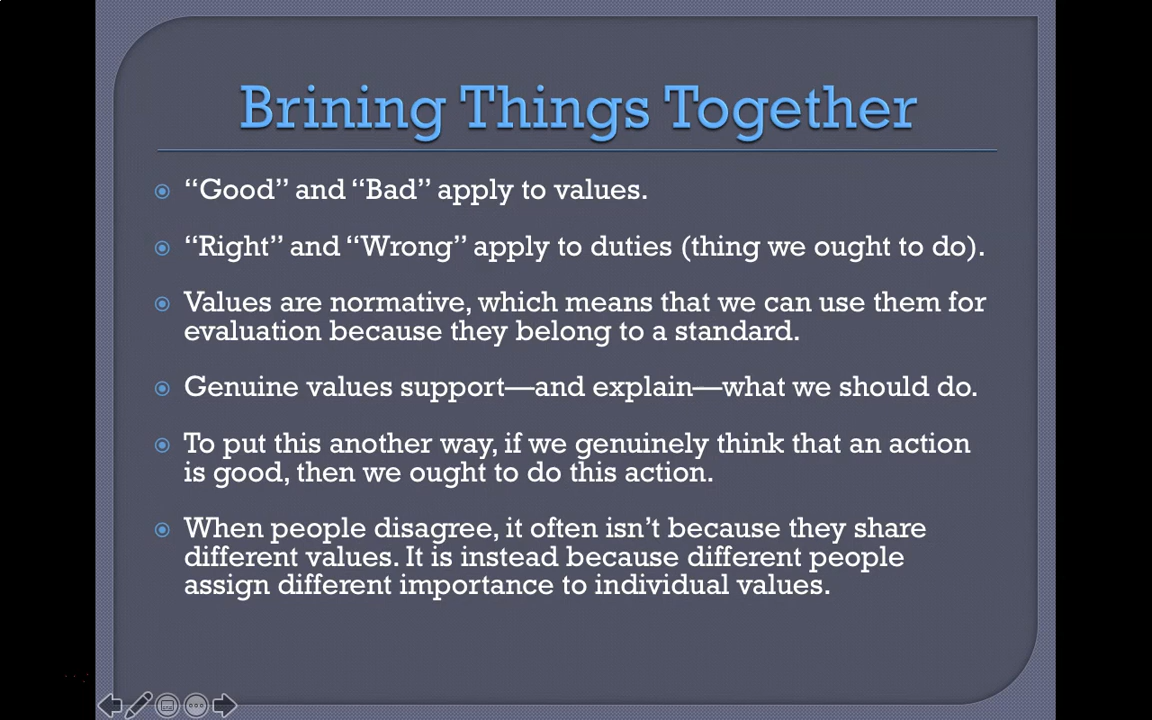 Brining Things Together
“Good” and “Bad” apply to values.
“Right” and “Wrong” apply to duties (thing we ought to do).
Values are normative, which means that we can use them for
evaluation because they belong to a standard.
Genuine values support—and explain—what we should do.
To put this another way, if we genuinely think that an action
is good, then we ought to do this action.
When people disagree, it often isn’t because they share
different values. It is instead because different people
assign different importance to individual values.